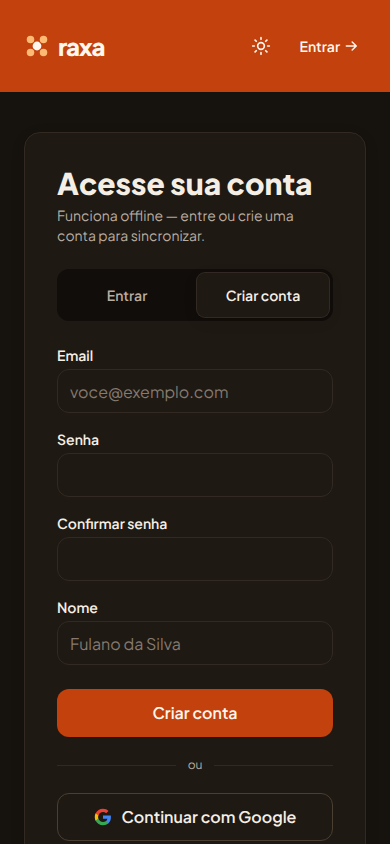 raxa
Entrar →
Acesse sua conta
Funciona offline — entre ou crie uma
conta para sincronizar.
Entrar
Criar conta
Email
voce@exemplo.com
Senha
Confirmar senha
Nome
Fulano da Silva
Criar conta
ou
Continuar com Google